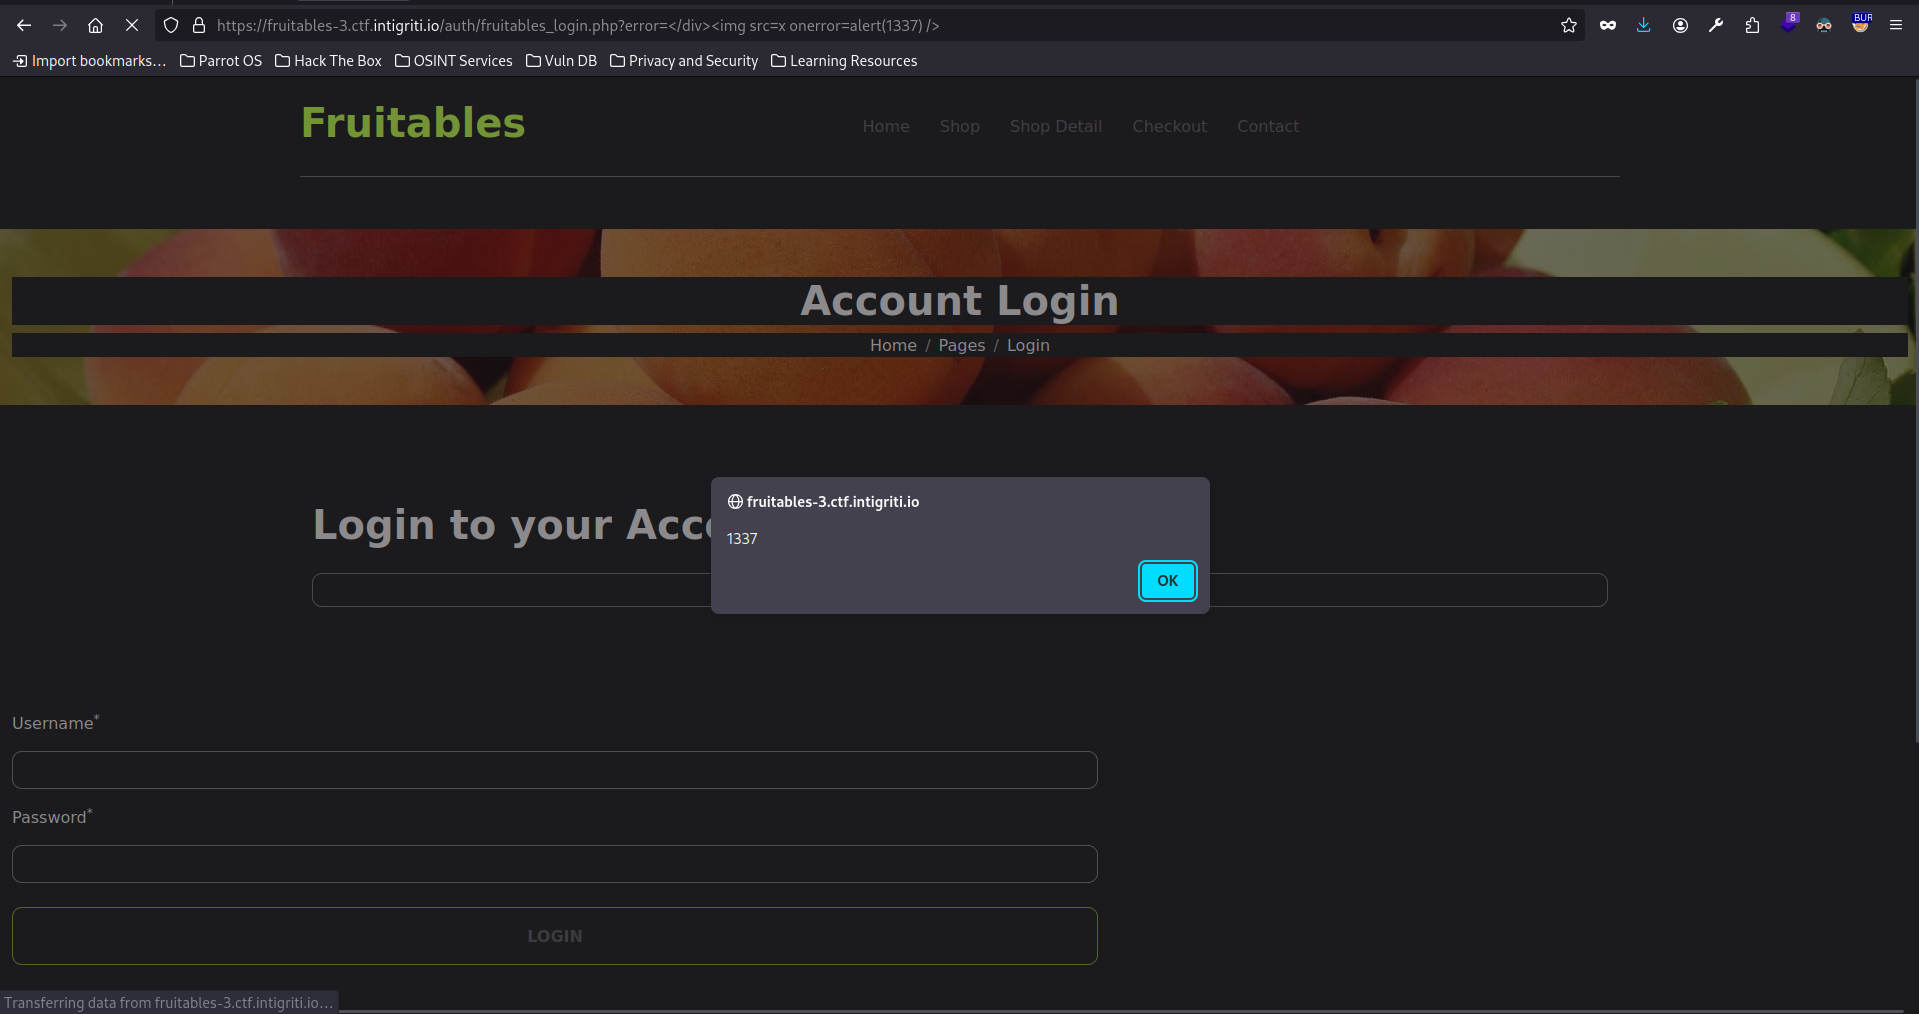 https://fruitables-3.ctf.intigriti.io/auth/fruitables_login.php?error=</div><img src=x onerror=alert(1337) />
8
BUR
Import bookmarks... Parrot OS Hack The Box OSINT Services Vuln DB Privacy and Security Learning Resources
Fruitables Home Shop Shop Detail Checkout Contact
Account Login
Home / Pages / Login
fruitables-3.ctf.intigriti.io
Login to your Acco
1337
OK
Username*
Password*
LOGIN
Transferring data from fruitables-3.ctf.intigriti.io...